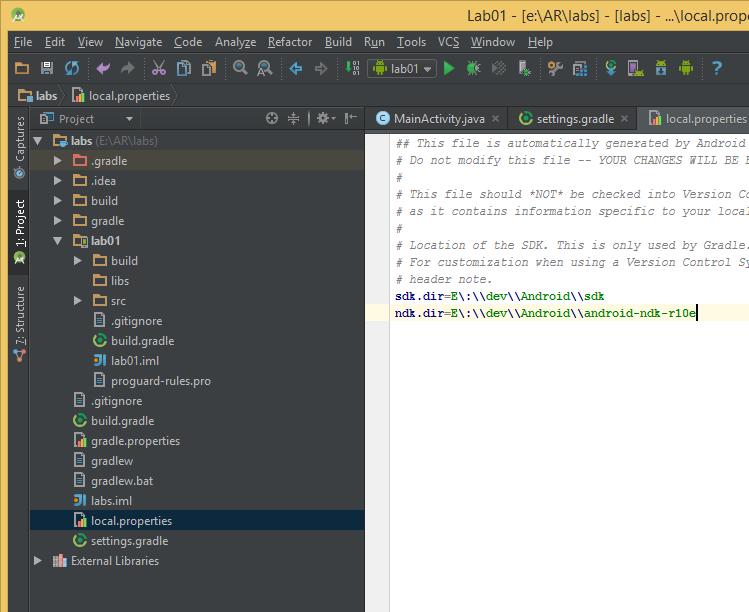 Lab01 - [e:\AR\labs] - [labs] - ...\local.properties
File Edit View Navigate Code Analyze Refactor Build Run Tools VCS Window Help
lab01
labs local.properties
Project
MainActivity.java settings.gradle local.properties
Captures
1: Project
7: Structure
labs (E:\AR\labs)
.gradle
.idea
build
gradle
lab01
build
libs
src
.gitignore
build.gradle
lab01.iml
proguard-rules.pro
.gitignore
build.gradle
gradle.properties
gradlew
gradlew.bat
labs.iml
local.properties
settings.gradle
External Libraries
## This file is automatically generated by Android
# Do not modify this file -- YOUR CHANGES WILL BE
#
# This file should *NOT* be checked into Version
# as it contains information specific to your local
#
# Location of the SDK. This is only used by Gradle.
# For customization when using a Version Control
# header note.
sdk.dir=E\:\\dev\\Android\\sdk
ndk.dir=E\:\\dev\\Android\\android-ndk-r10e